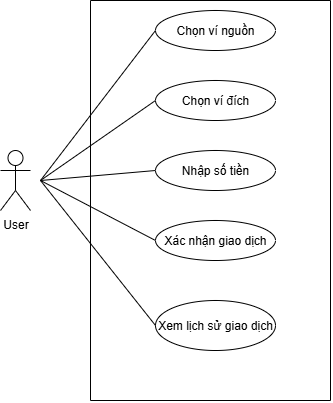 Chọn ví nguồn
Chọn ví đích
Nhập số tiền
User
Xác nhận giao dịch
Xem lịch sử giao dịch